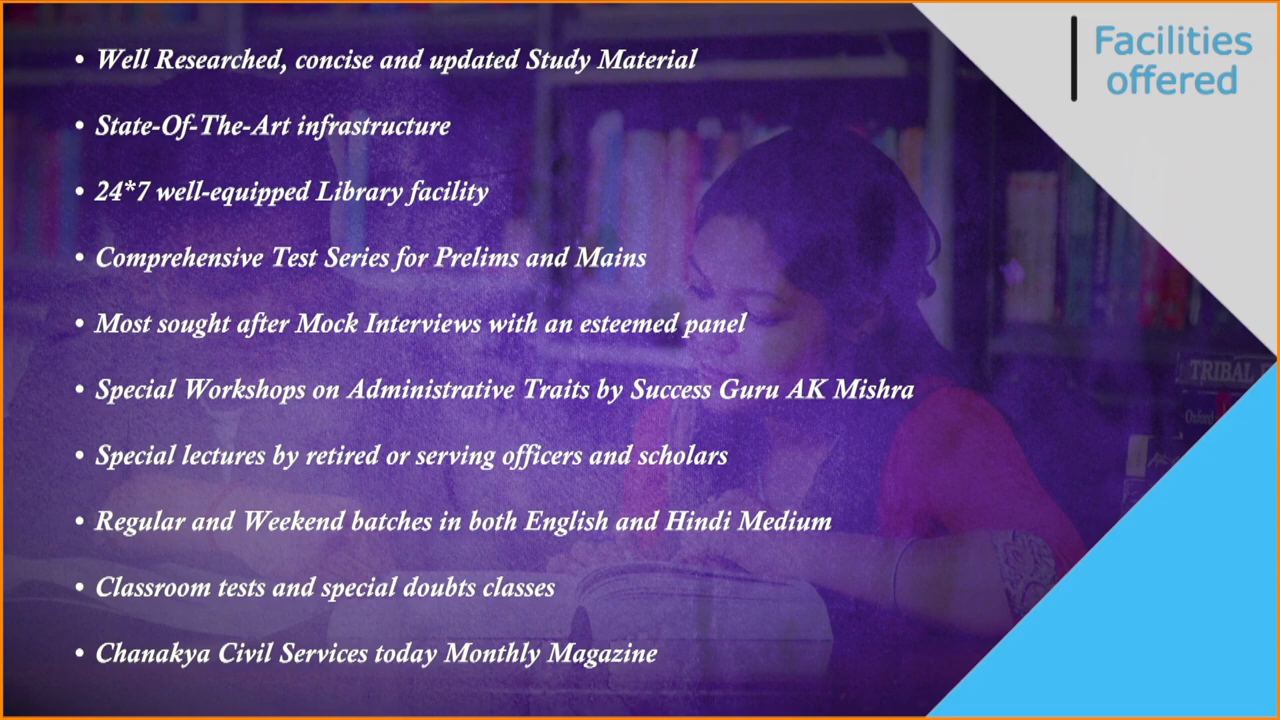 Facilities
offered
• Well Researched, concise and updated Study Material
• State-Of-The-Art infrastructure
• 24*7 well-equipped Library facility
• Comprehensive Test Series for Prelims and Mains
• Most sought after Mock Interviews with an esteemed panel
• Special Workshops on Administrative Traits by Success Guru AK Mishra
• Special lectures by retired or serving officers and scholars
• Regular and Weekend batches in both English and Hindi Medium
• Classroom tests and special doubts classes
• Chanakya Civil Services today Monthly Magazine
TRIBAL
Oxford